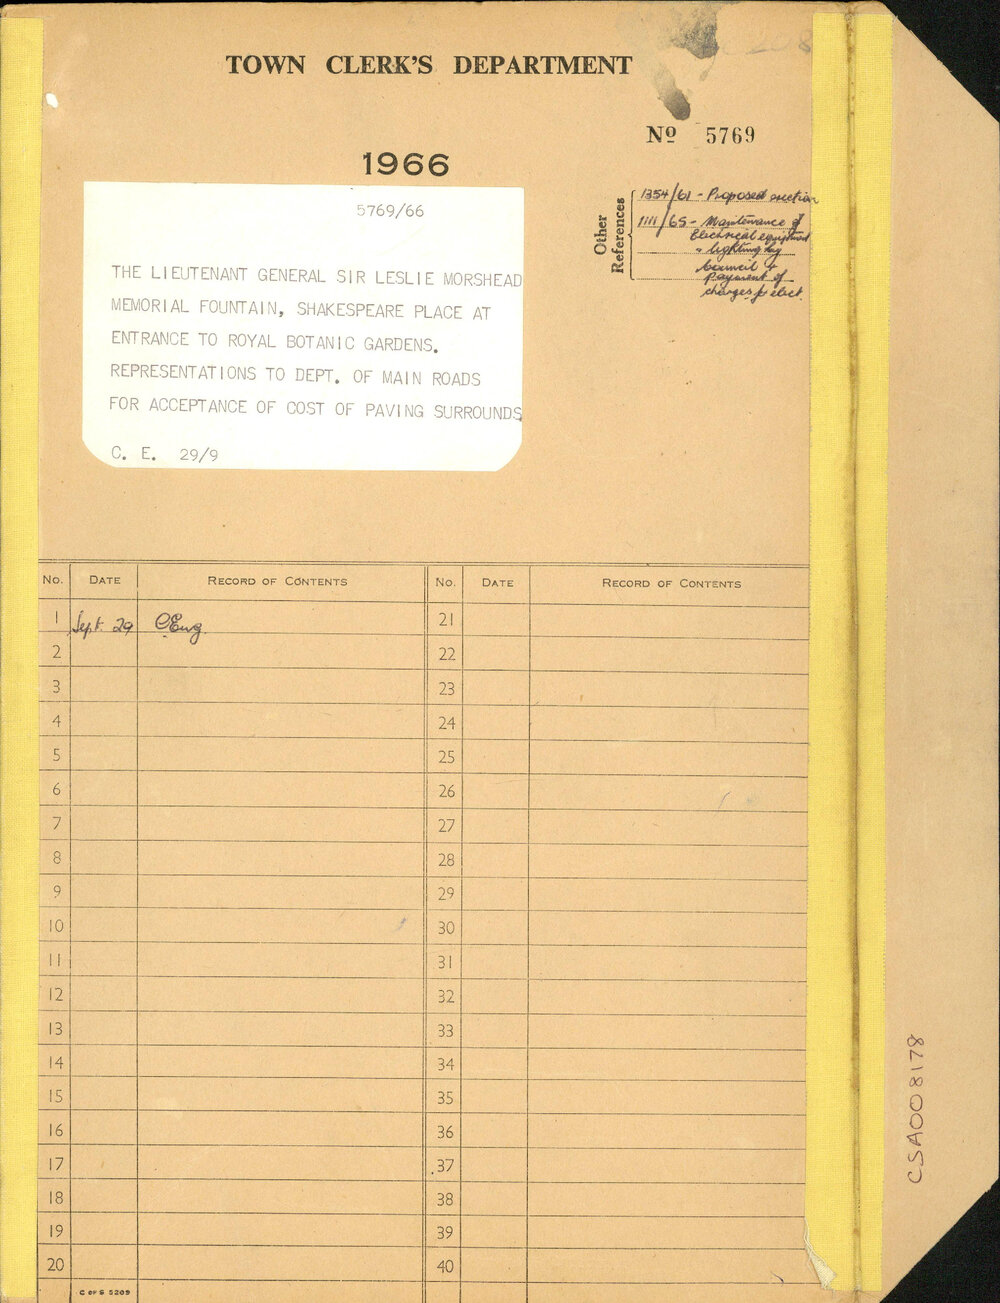 TOWN CLERK'S DEPARTMENT
Nº 5769
1966
Other
References
1354/61 - Proposed erection
1111/65 - Maintenance of
Electrical equipment
" lighting by
Council &
Payment of
charges for elect.
5769/66
THE LIEUTENANT GENERAL SIR LESLIE MORSHEAD
MEMORIAL FOUNTAIN, SHAKESPEARE PLACE AT
ENTRANCE TO ROYAL BOTANIC GARDENS.
REPRESENTATIONS TO DEPT. OF MAIN ROADS
FOR ACCEPTANCE OF COST OF PAVING SURROUNDS
C. E. 29/9
No. DATE RECORD OF CONTENTS No. DATE RECORD OF CONTENTS
1 Sept. 29 CEng. 21
2 22
3 23
4 24
5 25
6 26
7 27
8 28
9 29
10 30
11 31
12 32
13 33
14 34
15 35
16 36
17 37
18 38
19 39
20 40
C OF S 5209
CSA008178